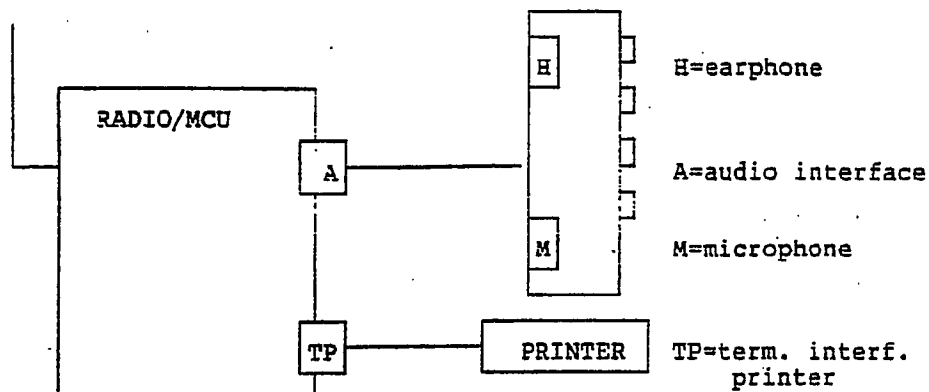 H
H=earphone
RADIO/MCU
A
A=audio interface
M
M=microphone
TP
PRINTER
TP=term. interf.
printer